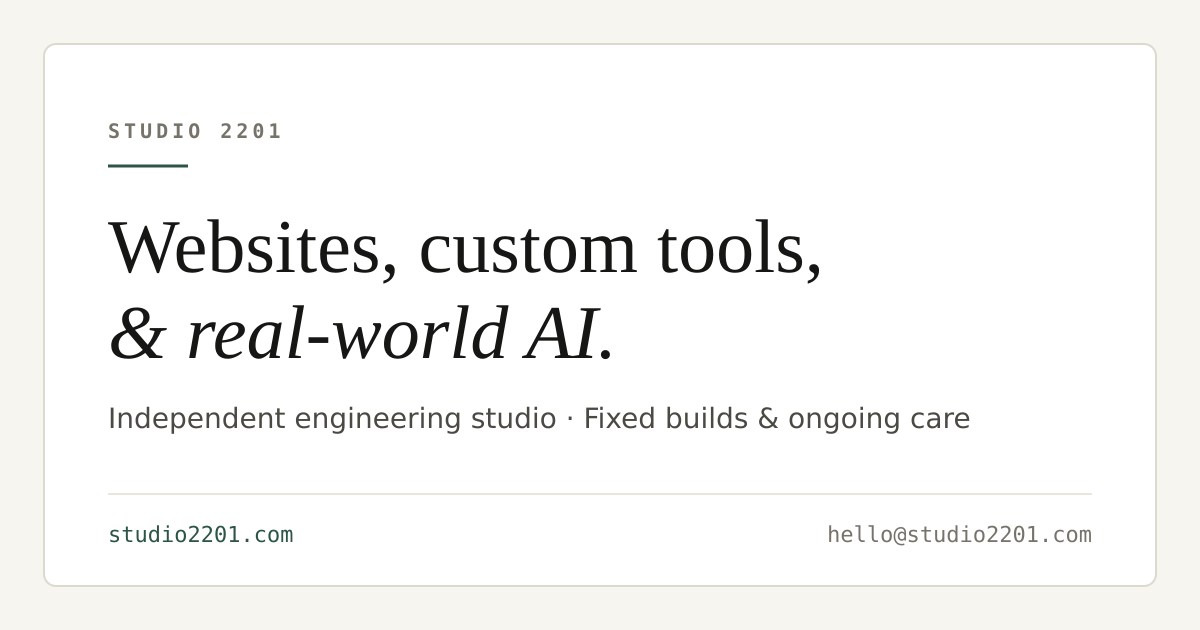 STUDIO 2201
Websites, custom tools,
& real-world AI.
Independent engineering studio · Fixed builds & ongoing care
studio2201.com
hello@studio2201.com